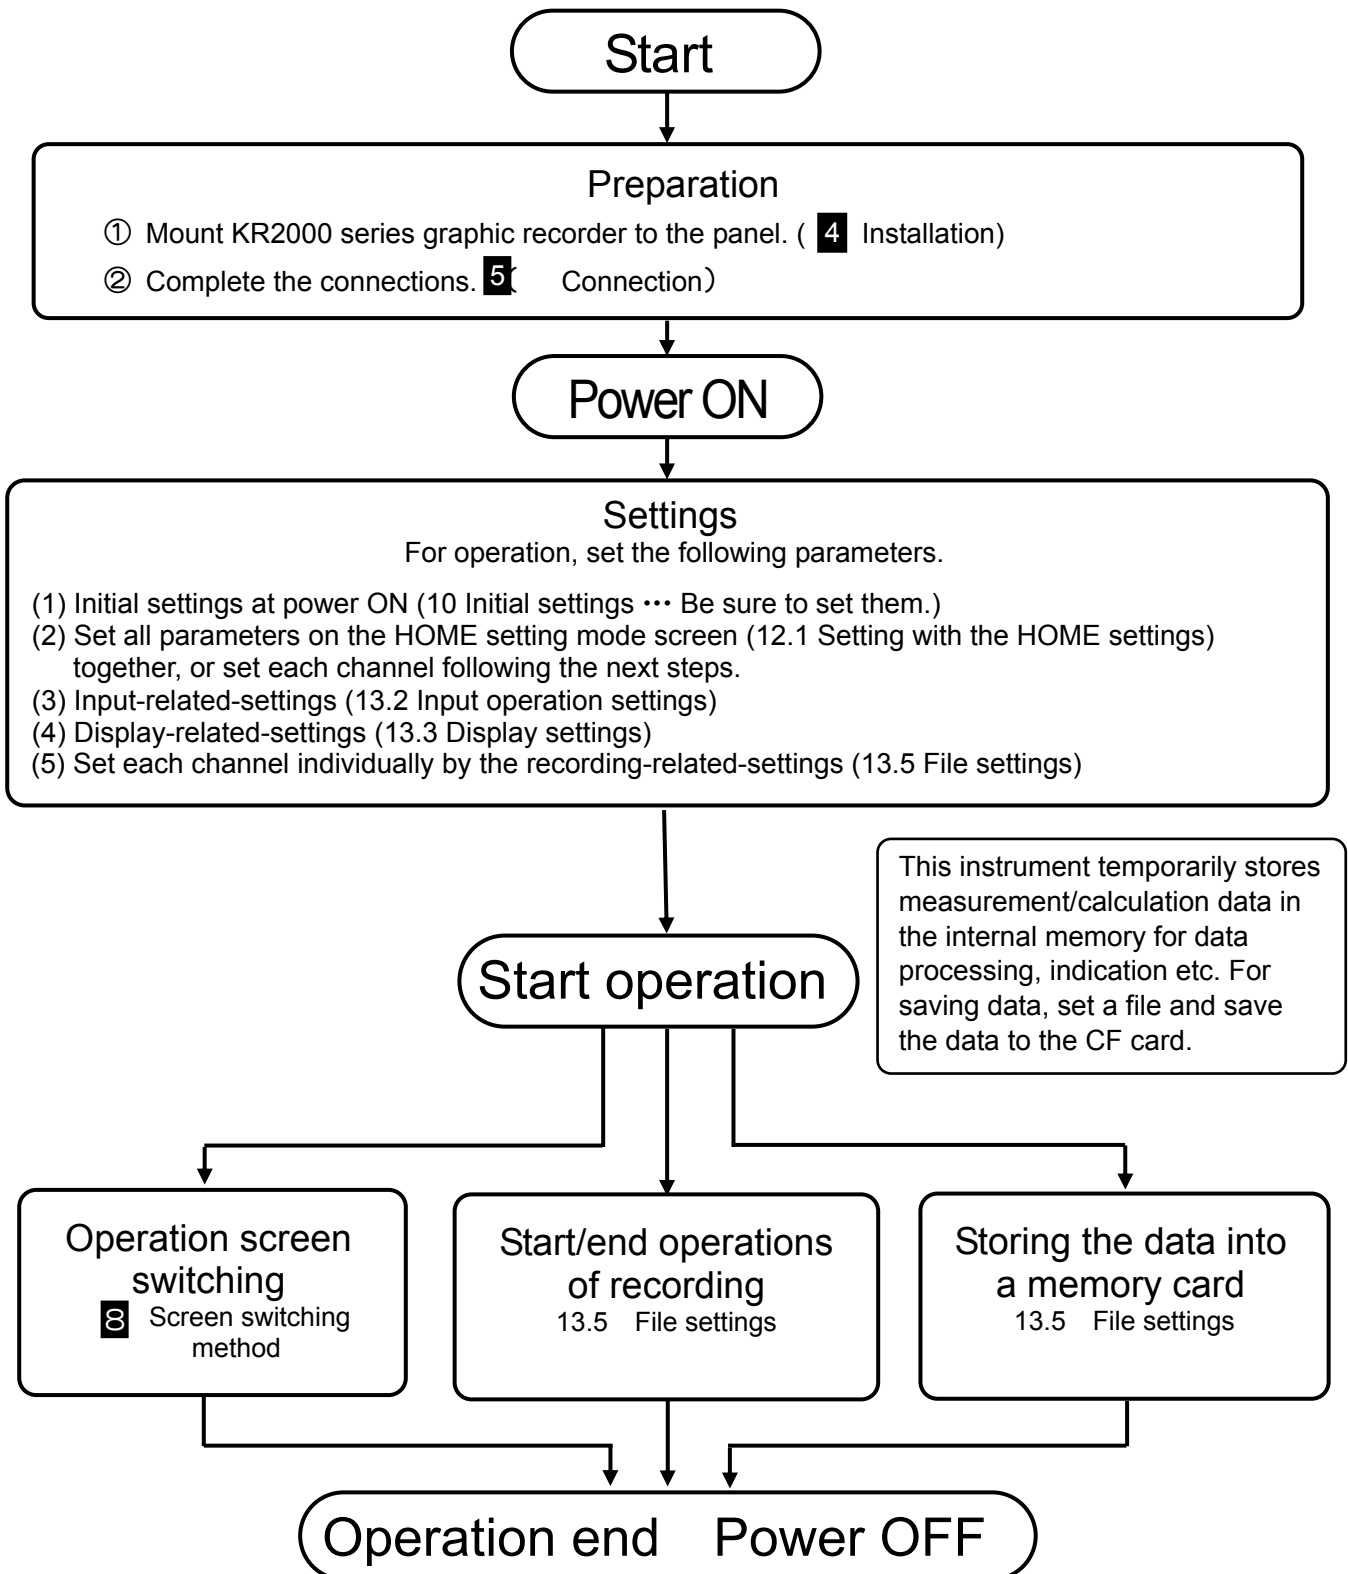 Start
Preparation
① Mount KR2000 series graphic recorder to the panel. ( 4 Installation)
② Complete the connections. 5( Connection)
Power ON
Settings
For operation, set the following parameters.
(1) Initial settings at power ON (10 Initial settings ··· Be sure to set them.)
(2) Set all parameters on the HOME setting mode screen (12.1 Setting with the HOME settings)
together, or set each channel following the next steps.
(3) Input-related-settings (13.2 Input operation settings)
(4) Display-related-settings (13.3 Display settings)
(5) Set each channel individually by the recording-related-settings (13.5 File settings)
This instrument temporarily stores
measurement/calculation data in
the internal memory for data
processing, indication etc. For
saving data, set a file and save
the data to the CF card.
Start operation
Operation screen
switching
8 Screen switching
method
Start/end operations
of recording
13.5 File settings
Storing the data into
a memory card
13.5 File settings
Operation end Power OFF